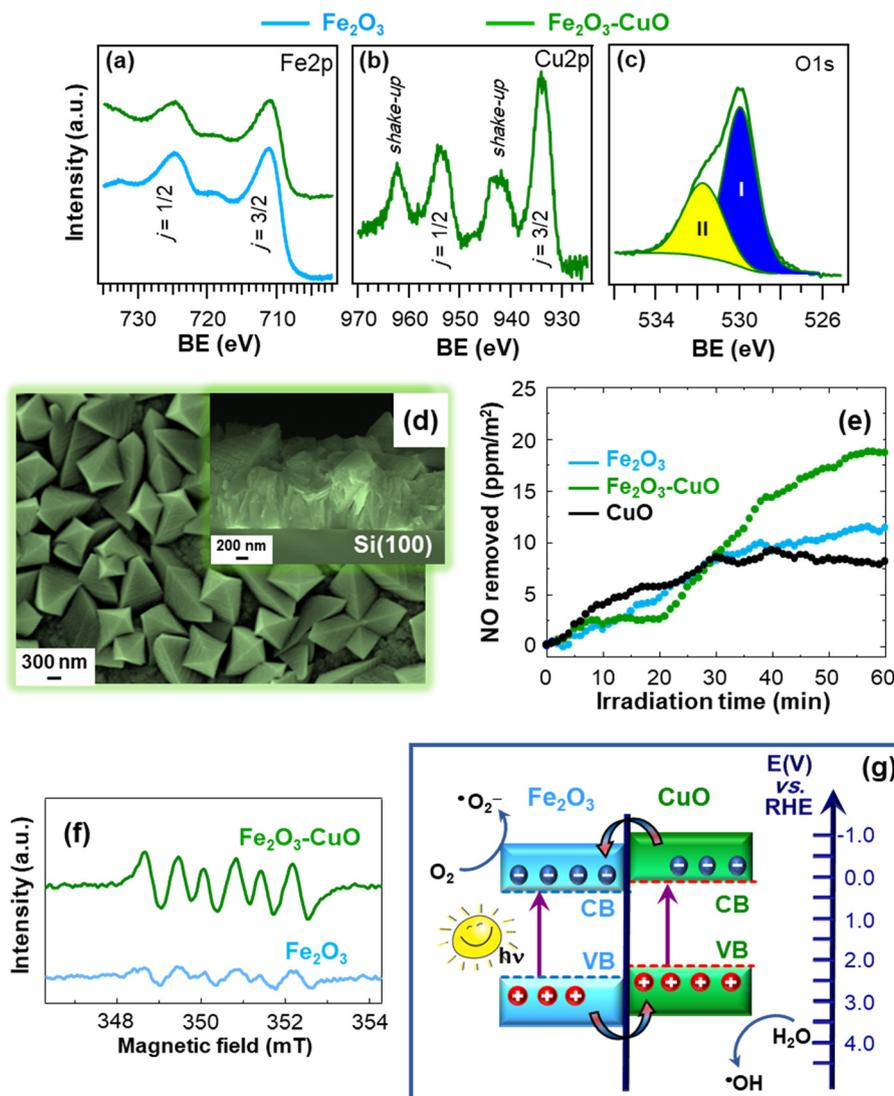 Fe₂O₃ Fe₂O₃-CuO
(a) Fe2p
(b) Cu2p
(c) O1s
Intensity (a.u.)
j = 1/2
j = 3/2
shake-up
j = 1/2
shake-up
j = 3/2
I
II
730 720 710
BE (eV)
970 960 950 940 930
BE (eV)
534 530 526
BE (eV)
(d)
200 nm
Si(100)
300 nm
(e)
NO removed (ppm/m²)
25
20
15
10
5
0
Fe₂O₃
Fe₂O₃-CuO
CuO
0 10 20 30 40 50 60
Irradiation time (min)
(f)
Intensity (a.u.)
Fe₂O₃-CuO
Fe₂O₃
348 350 352 354
Magnetic field (mT)
(g)
E(V)
vs.
RHE
Fe₂O₃ CuO
•O₂⁻
O₂
hν
CB CB
VB VB
-1.0
0.0
1.0
2.0
3.0
4.0
H₂O
•OH